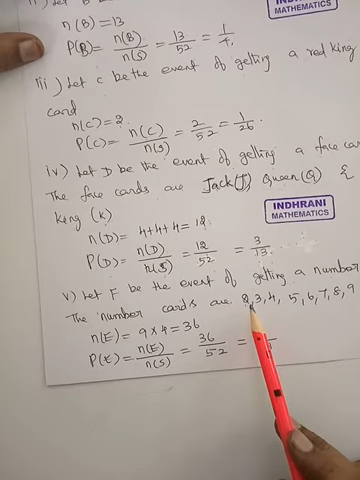 n(B)=13
P(B)= n(B)/n(S) = 13/52 = 1/4.
INDHRANI
MATHEMATICS
iii) Let C be the event of getting a red king
card
n(C)=2
P(C)= n(C)/n(S) = 2/52 = 1/26.
iv) Let D be the event of getting a face car
The face cards are Jack(J) Queen(Q) &
King (K)
INDHRANI
MATHEMATICS
n(D)= 4+4+4=12
P(D)= n(D)/n(S) = 12/52 = 3/13
v) Let F be the event of getting a number
The number cards are 2,3,4, 5,6,7,8,9
n(E)= 9×4=36
P(E)= n(E)/n(S) = 36/52 =